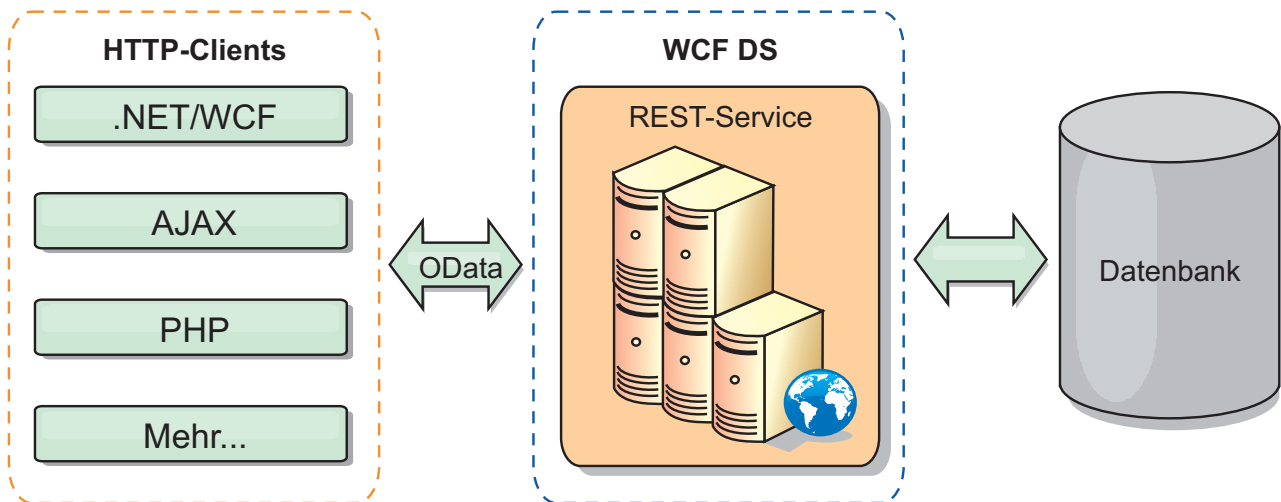 HTTP-Clients
.NET/WCF
AJAX
PHP
Mehr...
OData
WCF DS
REST-Service
Datenbank